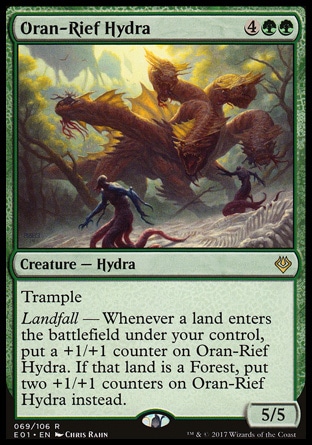 Oran-Rief Hydra 4
Creature — Hydra
Trample
Landfall — Whenever a land enters
the battlefield under your control,
put a +1/+1 counter on Oran-Rief
Hydra. If that land is a Forest, put
two +1/+1 counters on Oran-Rief
Hydra instead.
5/5
069/106 R
E01 • EN Chris Rahn
™ & © 2017 Wizards of the Coast